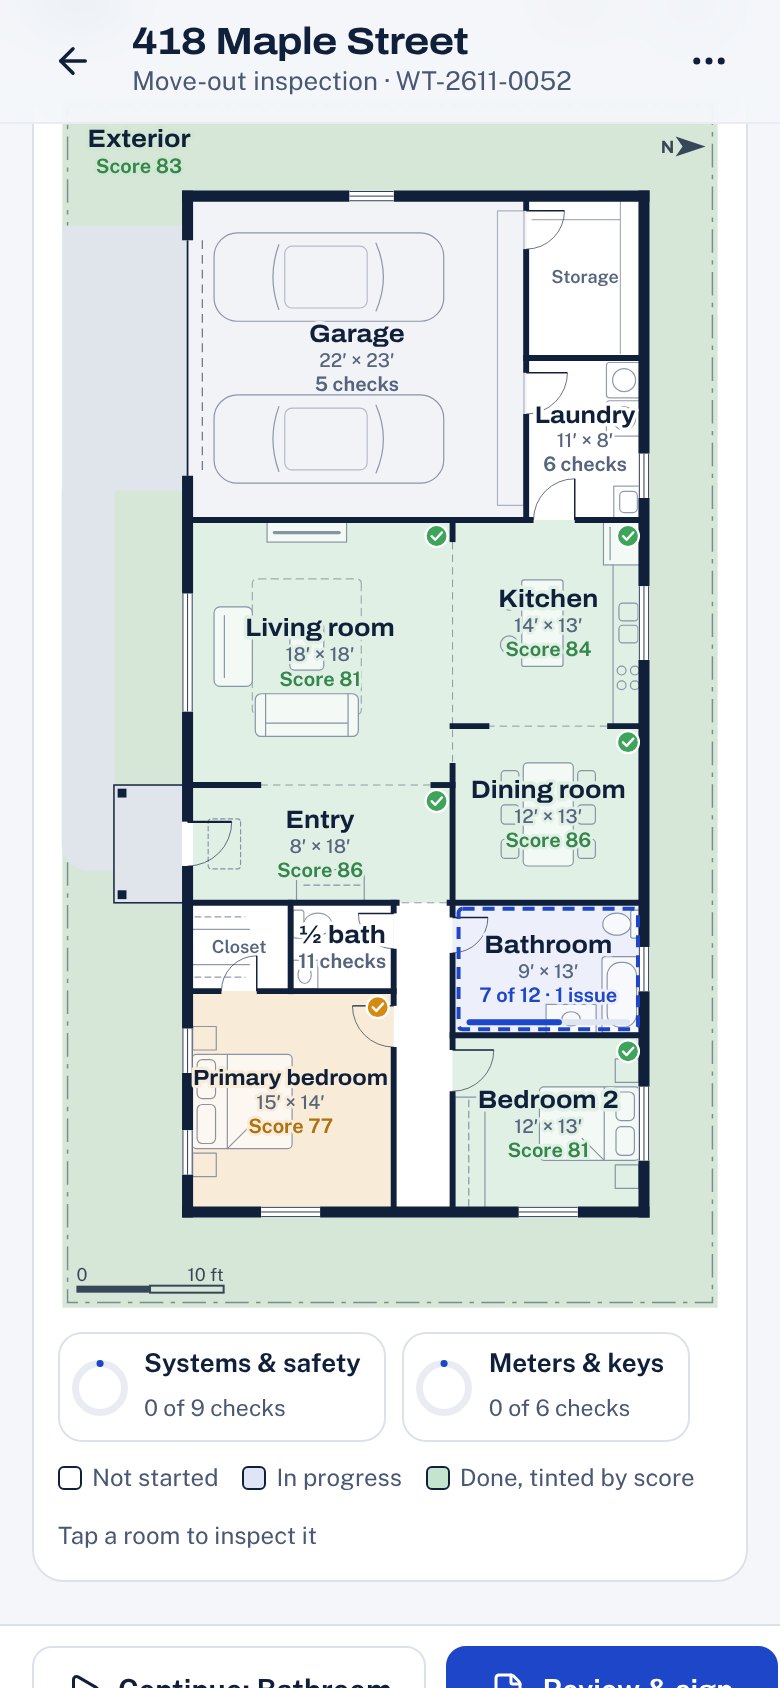 418 Maple Street
Move-out inspection · WT-2611-0052
Exterior
Score 83
N
Storage
Garage
22′ × 23′
5 checks
Laundry
11′ × 8′
6 checks
Living room
18′ × 18′
Score 81
Kitchen
14′ × 13′
Score 84
Dining room
12′ × 13′
Score 86
Entry
8′ × 18′
Score 86
Closet
½ bath
11 checks
Bathroom
9′ × 13′
7 of 12 · 1 issue
Primary bedroom
15′ × 14′
Score 77
Bedroom 2
12′ × 13′
Score 81
0 10 ft
Systems & safety
0 of 9 checks
Meters & keys
0 of 6 checks
Not started In progress Done, tinted by score
Tap a room to inspect it
Continue: Bathroom Review & sign